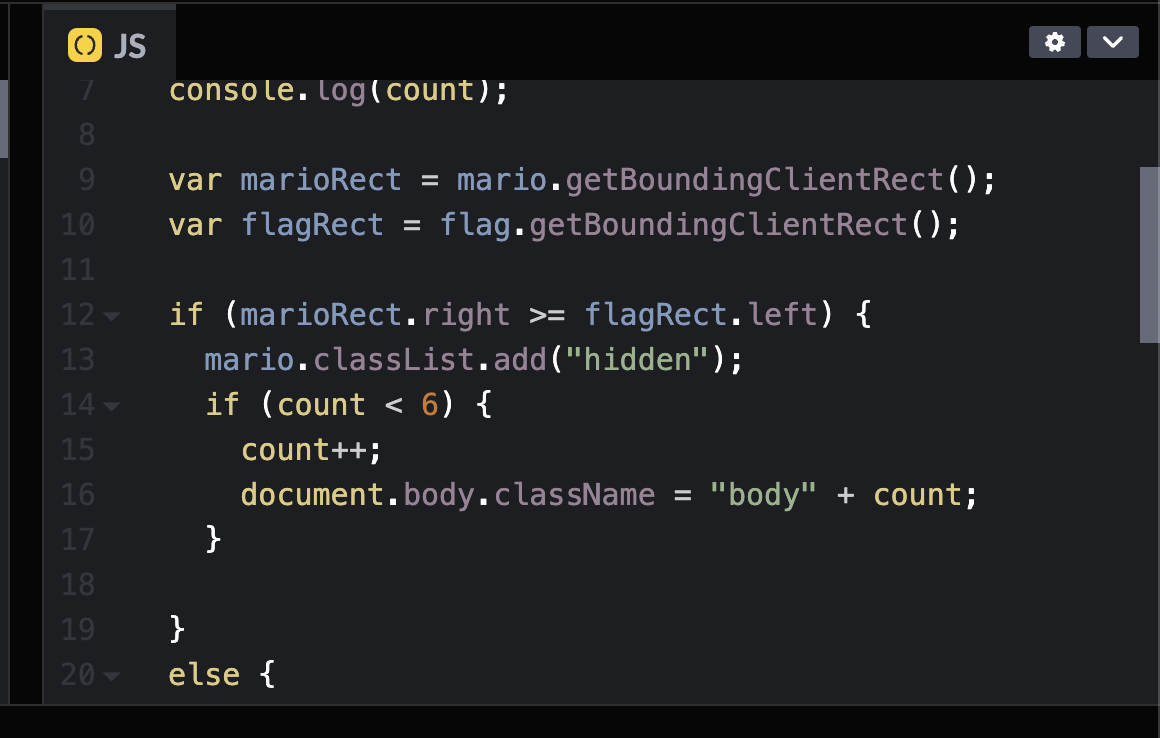 JS
7 console.log(count);
8
9 var marioRect = mario.getBoundingClientRect();
10 var flagRect = flag.getBoundingClientRect();
11
12 if (marioRect.right >= flagRect.left) {
13 mario.classList.add("hidden");
14 if (count < 6) {
15 count++;
16 document.body.className = "body" + count;
17 }
18
19 }
20 else {